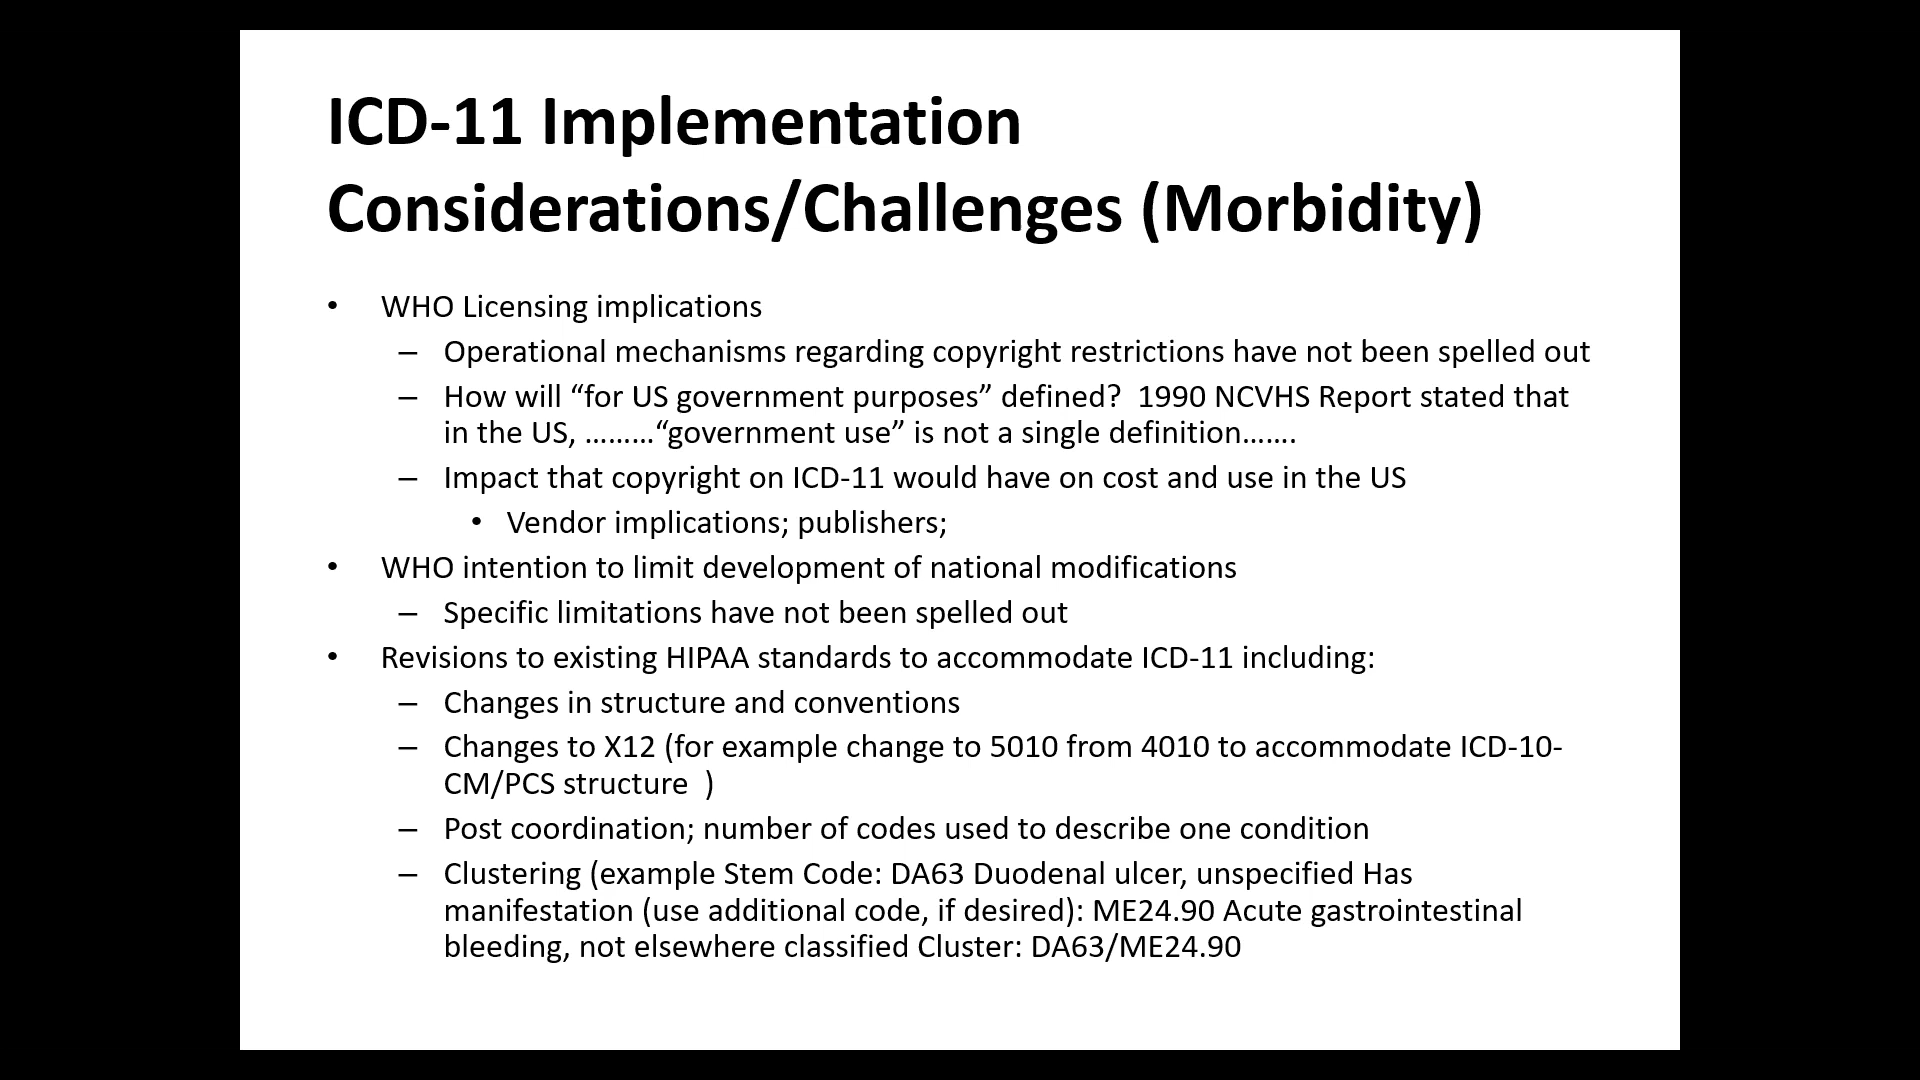 ICD-11 Implementation
Considerations/Challenges (Morbidity)
• WHO Licensing implications
– Operational mechanisms regarding copyright restrictions have not been spelled out
– How will “for US government purposes” defined?  1990 NCVHS Report stated that
in the US, ………“government use” is not a single definition…….
– Impact that copyright on ICD-11 would have on cost and use in the US
• Vendor implications; publishers;
• WHO intention to limit development of national modifications
– Specific limitations have not been spelled out
• Revisions to existing HIPAA standards to accommodate ICD-11 including:
– Changes in structure and conventions
– Changes to X12 (for example change to 5010 from 4010 to accommodate ICD-10-
CM/PCS structure  )
– Post coordination; number of codes used to describe one condition
– Clustering (example Stem Code: DA63 Duodenal ulcer, unspecified Has
manifestation (use additional code, if desired): ME24.90 Acute gastrointestinal
bleeding, not elsewhere classified Cluster: DA63/ME24.90